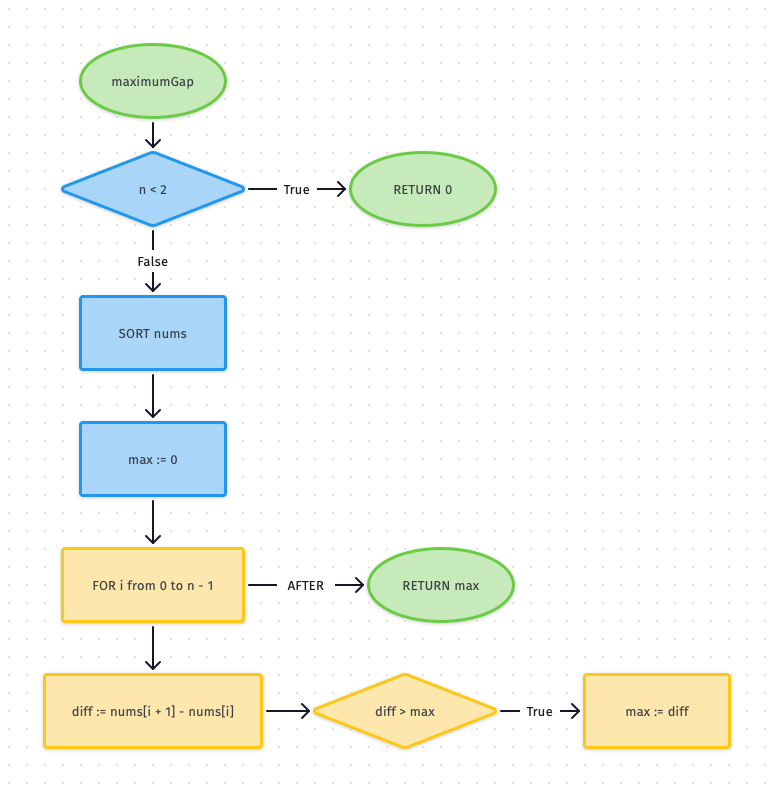 maximumGap
n < 2
True
RETURN 0
False
SORT nums
max := 0
FOR i from 0 to n - 1
AFTER
RETURN max
diff := nums[i + 1] - nums[i]
diff > max
True
max := diff